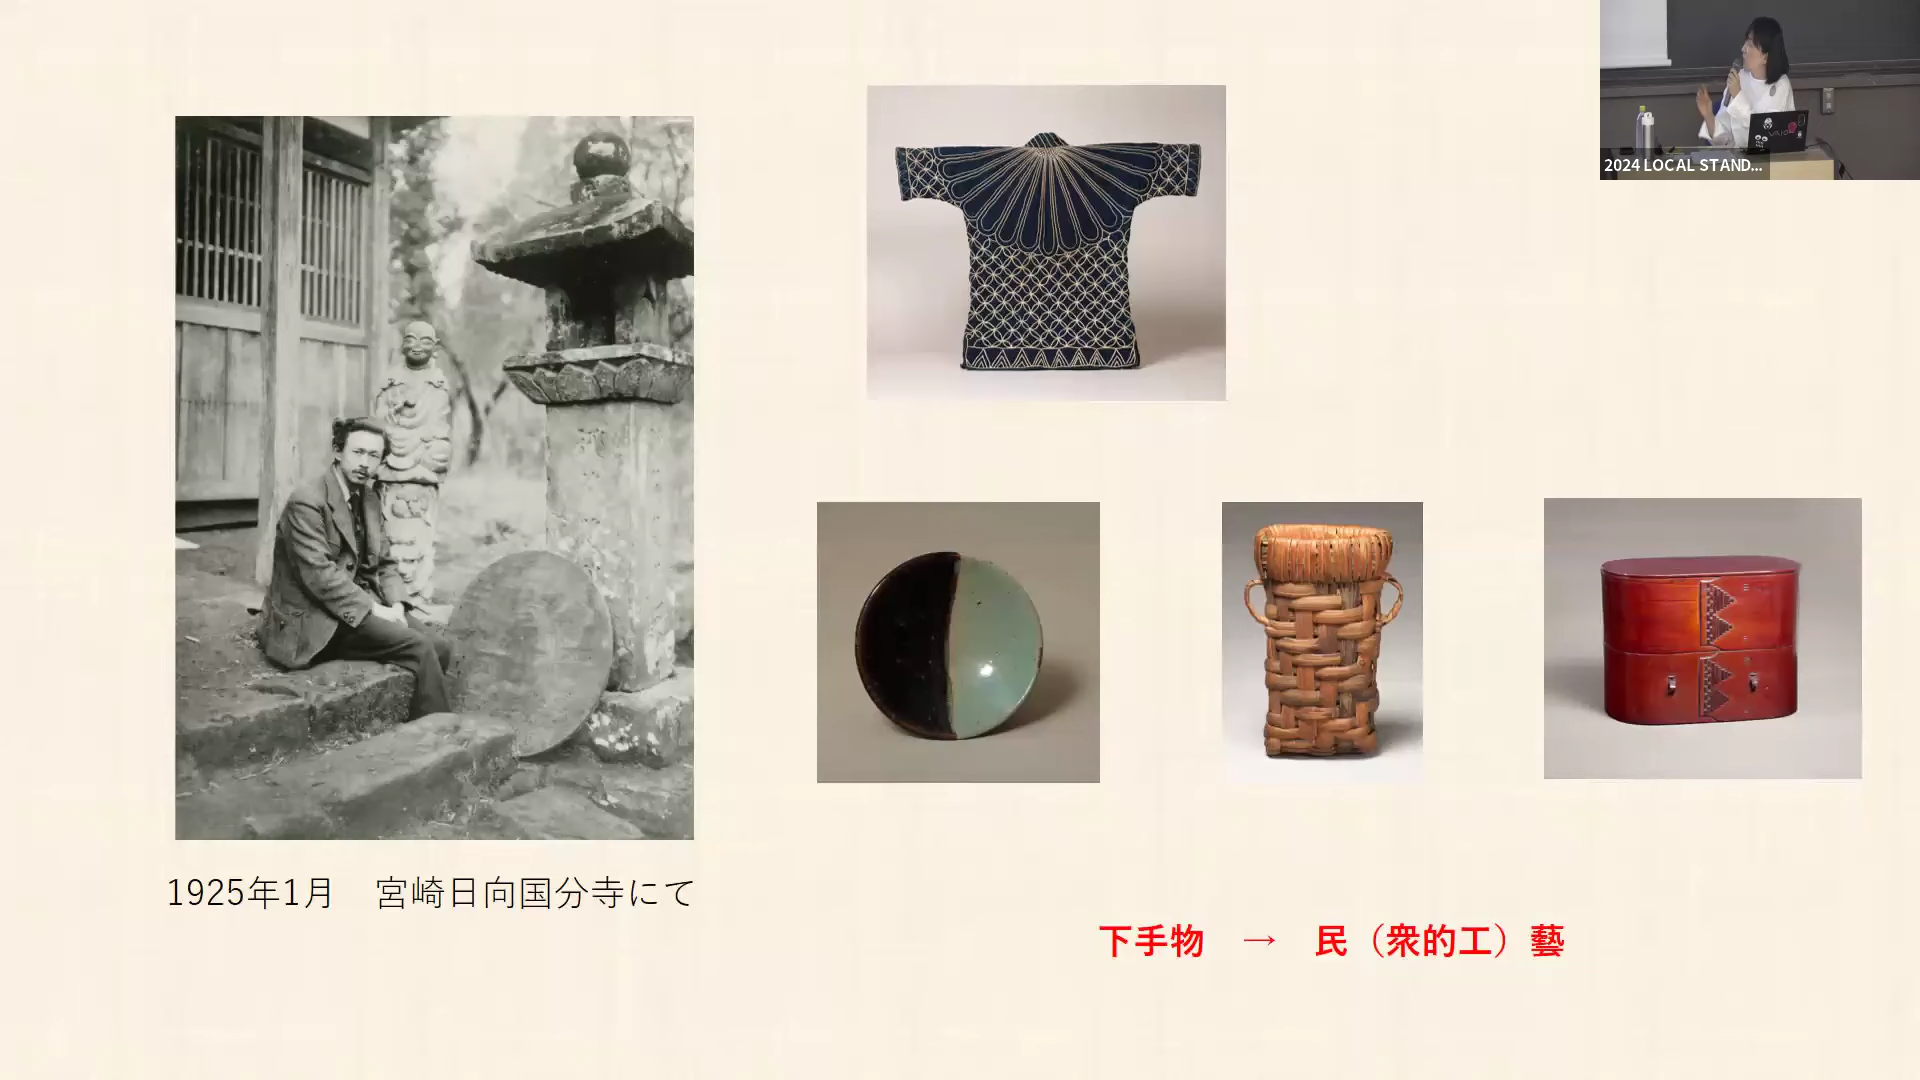 2024 LOCAL STAND...
VAIO
1925年1月　宮崎日向国分寺にて
下手物　→　民（衆的工）藝